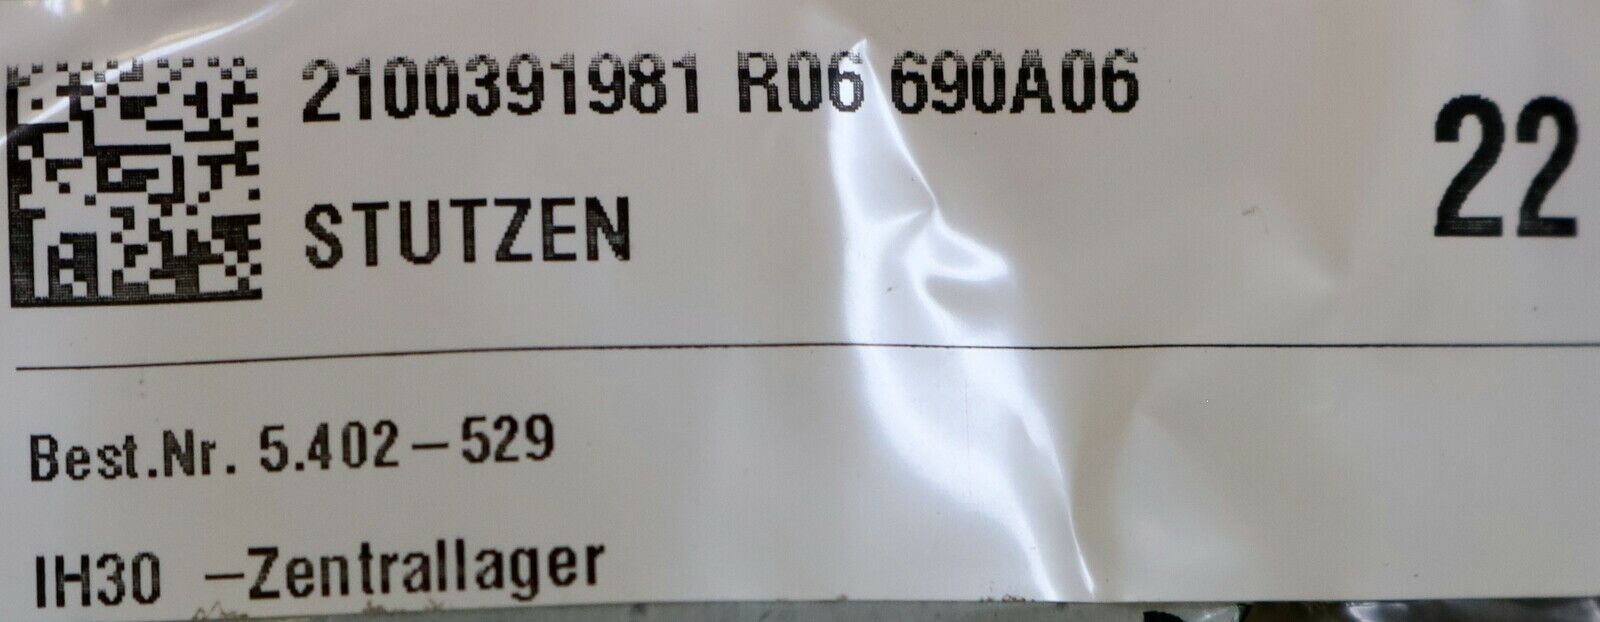 2100391981 R06 690A06
22
STUTZEN
Best.Nr. 5.402-529
IH30 -Zentrallager